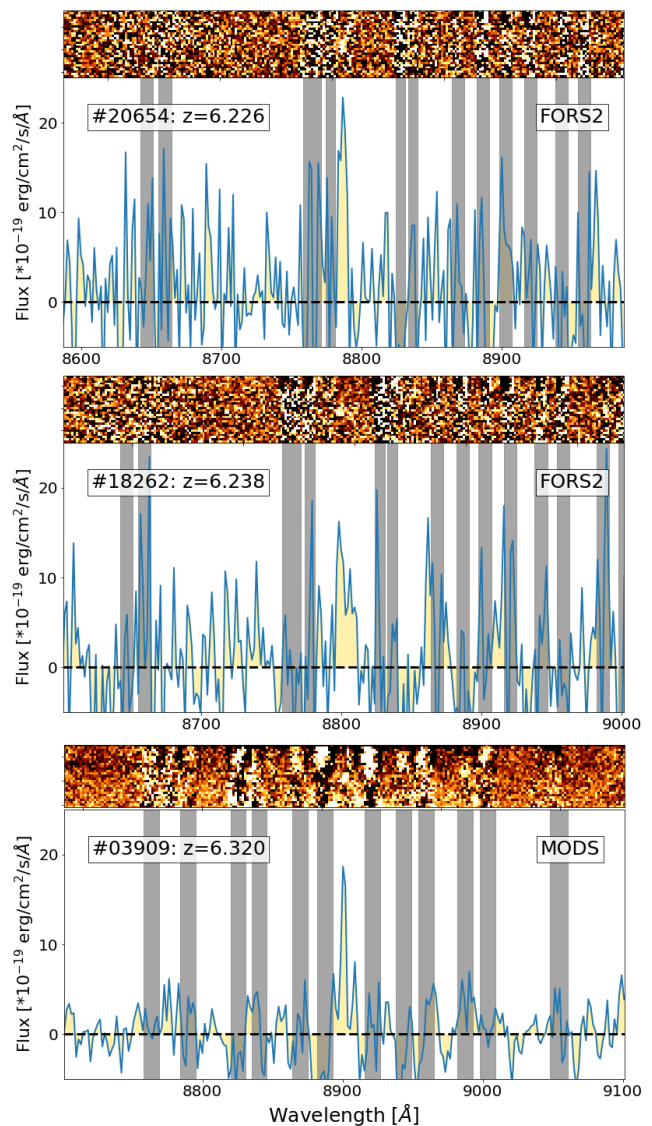 #20654: z=6.226
FORS2
Flux [*10⁻¹⁹ erg/cm²/s/Å]
20
10
0
8600 8700 8800 8900
#18262: z=6.238
FORS2
Flux [*10⁻¹⁹ erg/cm²/s/Å]
20
10
0
8700 8800 8900 9000
#03909: z=6.320
MODS
Flux [*10⁻¹⁹ erg/cm²/s/Å]
20
10
0
8800 8900 9000 9100
Wavelength [Å]